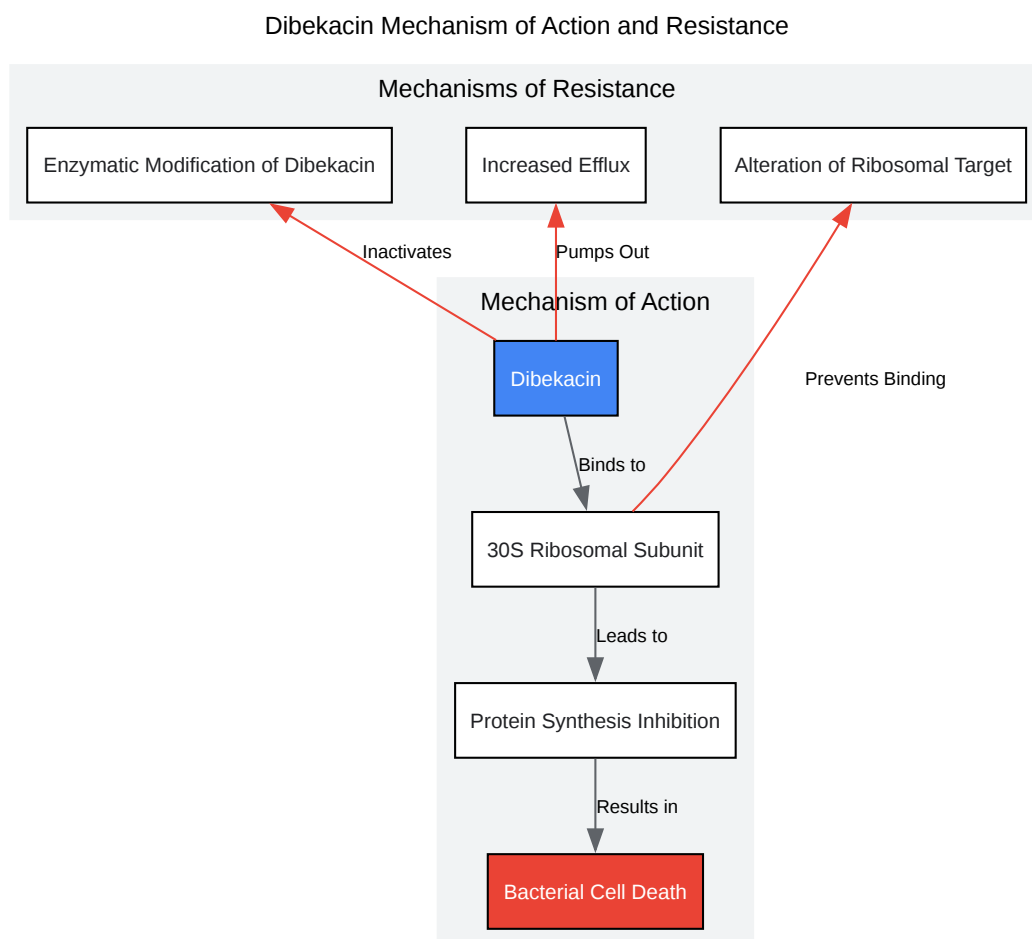 Dibekacin Mechanism of Action and Resistance
Mechanisms of Resistance
Enzymatic Modification of Dibekacin
Increased Efflux
Alteration of Ribosomal Target
Inactivates
Pumps Out
Mechanism of Action
Dibekacin
Prevents Binding
Binds to
30S Ribosomal Subunit
Leads to
Protein Synthesis Inhibition
Results in
Bacterial Cell Death